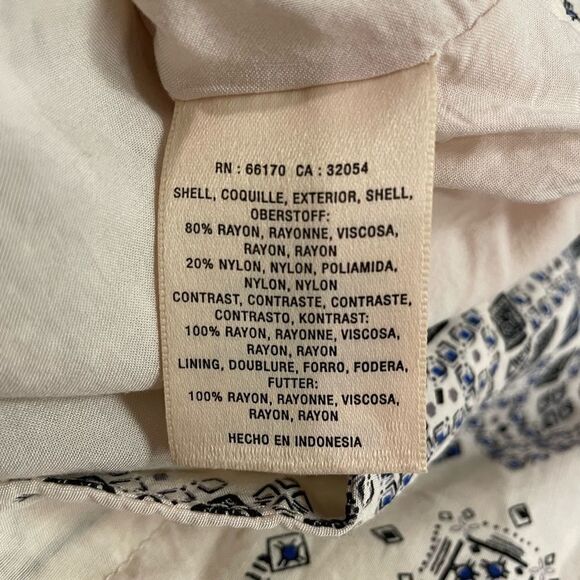 RN : 66170 CA : 32054
SHELL, COQUILLE, EXTERIOR, SHELL,
OBERSTOFF:
80% RAYON, RAYONNE, VISCOSA,
RAYON, RAYON
20% NYLON, NYLON, POLIAMIDA,
NYLON, NYLON
CONTRAST, CONTRASTE, CONTRASTE,
CONTRASTO, KONTRAST:
100% RAYON, RAYONNE, VISCOSA,
RAYON, RAYON
LINING, DOUBLURE, FORRO, FODERA,
FUTTER:
100% RAYON, RAYONNE, VISCOSA,
RAYON, RAYON
HECHO EN INDONESIA